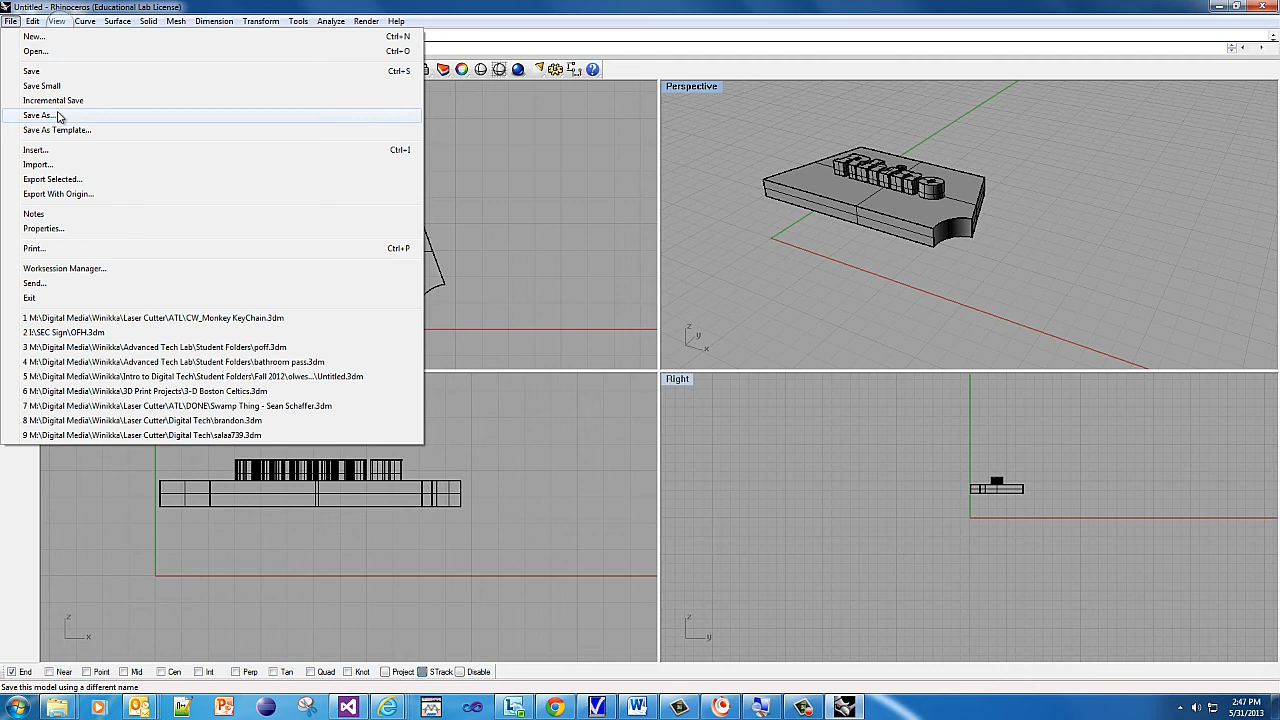 Untitled - Rhinoceros (Educational Lab License)
File Edit View Curve Surface Solid Mesh Dimension Transform Tools Analyze Render Help
New... Ctrl+N
Open... Ctrl+O
Save Ctrl+S
Save Small
Incremental Save
Save As...
Save As Template...
Insert... Ctrl+I
Import...
Export Selected...
Export With Origin...
Notes
Properties...
Print... Ctrl+P
Worksession Manager...
Send...
Exit
1 M:\Digital Media\Winikka\Laser Cutter\ATL\CW_Monkey KeyChain.3dm
2 I:\SEC Sign\OFH.3dm
3 M:\Digital Media\Winikka\Advanced Tech Lab\Student Folders\poff.3dm
4 M:\Digital Media\Winikka\Advanced Tech Lab\Student Folders\bathroom pass.3dm
5 M:\Digital Media\Winikka\Intro to Digital Tech\Student Folders\Fall 2012\olwes...\Untitled.3dm
6 M:\Digital Media\Winikka\3D Print Projects\3-D Boston Celtics.3dm
7 M:\Digital Media\Winikka\Laser Cutter\ATL\DONE\Swamp Thing - Sean Schaffer.3dm
8 M:\Digital Media\Winikka\Laser Cutter\Digital Tech\brandon.3dm
9 M:\Digital Media\Winikka\Laser Cutter\Digital Tech\salaa739.3dm
Perspective
z
y
x
Right
z
x
z
y
End Near Point Mid Cen Int Perp Tan Quad Knot Project STrack Disable
Save this model using a different name
2:47 PM
5/31/2013